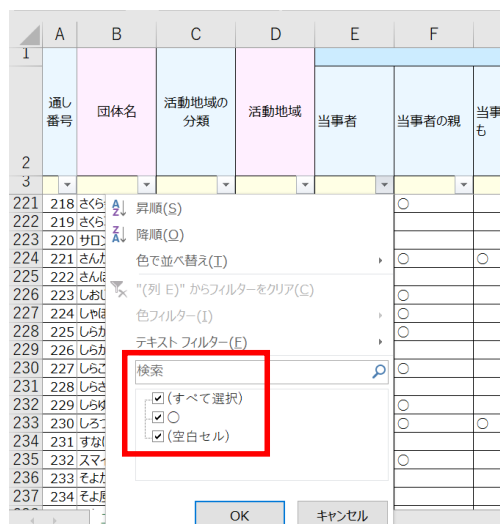 A B C D E F
1
通し
番号
団体名
活動地域の
分類
活動地域
当事者
当事者の親
当事
も
2
3
221 218 さくら ○
222 219 さくら
223 220 サロン
224 221 さんカ ○ ○
225 222 さんは
226 223 しおし ○
227 224 しゃぼ ○
228 225 しらか ○
229 226 しらか
230 227 しらこ ○
231 228 しらさ
232 229 しらゆ ○
233 230 しろつ ○ ○
234 231 すなは
235 232 スマイ ○
236 233 そよか
237 234 そよ風
昇順(S)
降順(O)
色で並べ替え(T)
"(列 E)" からフィルターをクリア(C)
色フィルター(I)
テキスト フィルター(F)
検索
(すべて選択)
○
(空白セル)
OK キャンセル